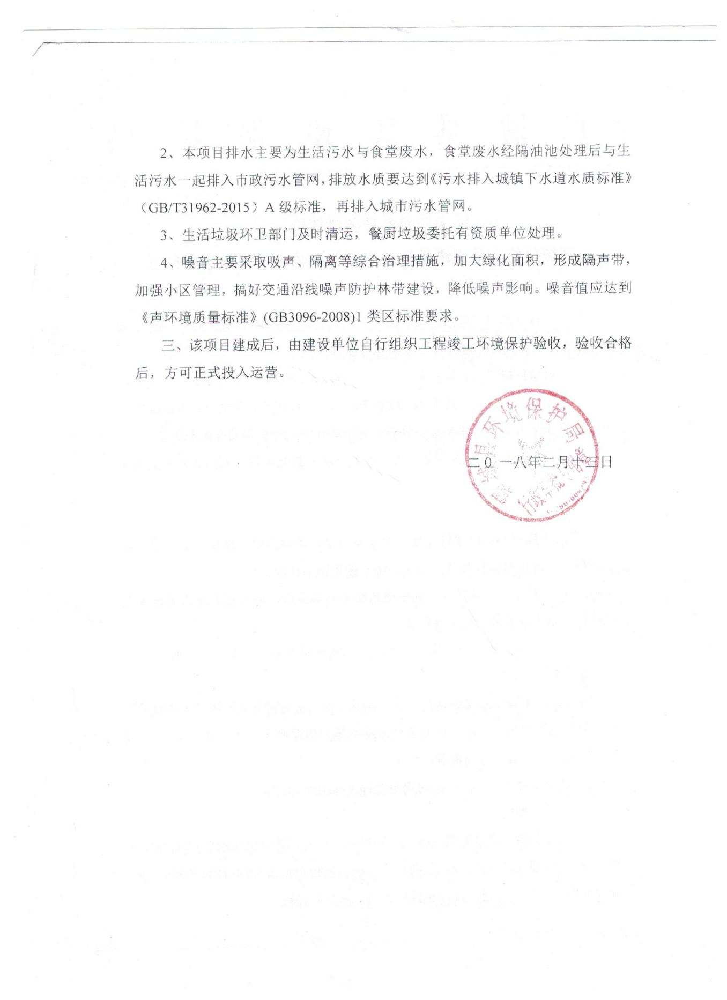 2、本项目排水主要为生活污水与食堂废水，食堂废水经隔油池处理后与生
活污水一起排入市政污水管网，排放水质要达到《污水排入城镇下水道水质标准》
（GB/T31962-2015）A 级标准，再排入城市污水管网。
3、生活垃圾环卫部门及时清运，餐厨垃圾委托有资质单位处理。
4、噪音主要采取吸声、隔离等综合治理措施，加大绿化面积，形成隔声带，
加强小区管理，搞好交通沿线噪声防护林带建设，降低噪声影响。噪音值应达到
《声环境质量标准》(GB3096-2008)1 类区标准要求。
三、该项目建成后，由建设单位自行组织工程竣工环境保护验收，验收合格
后，方可正式投入运营。
县环境保护局
二0一八年二月十三日
行政审批专用章